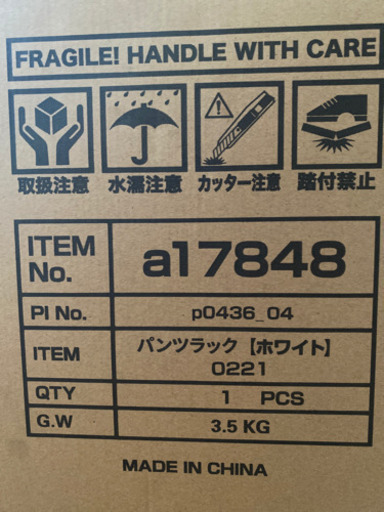 FRAGILE! HANDLE WITH CARE
取扱注意 水濡注意 カッター注意 踏付禁止
ITEM No. a17848
PI No. p0436_04
ITEM パンツラック【ホワイト】
0221
QTY 1 PCS
G.W 3.5 KG
MADE IN CHINA